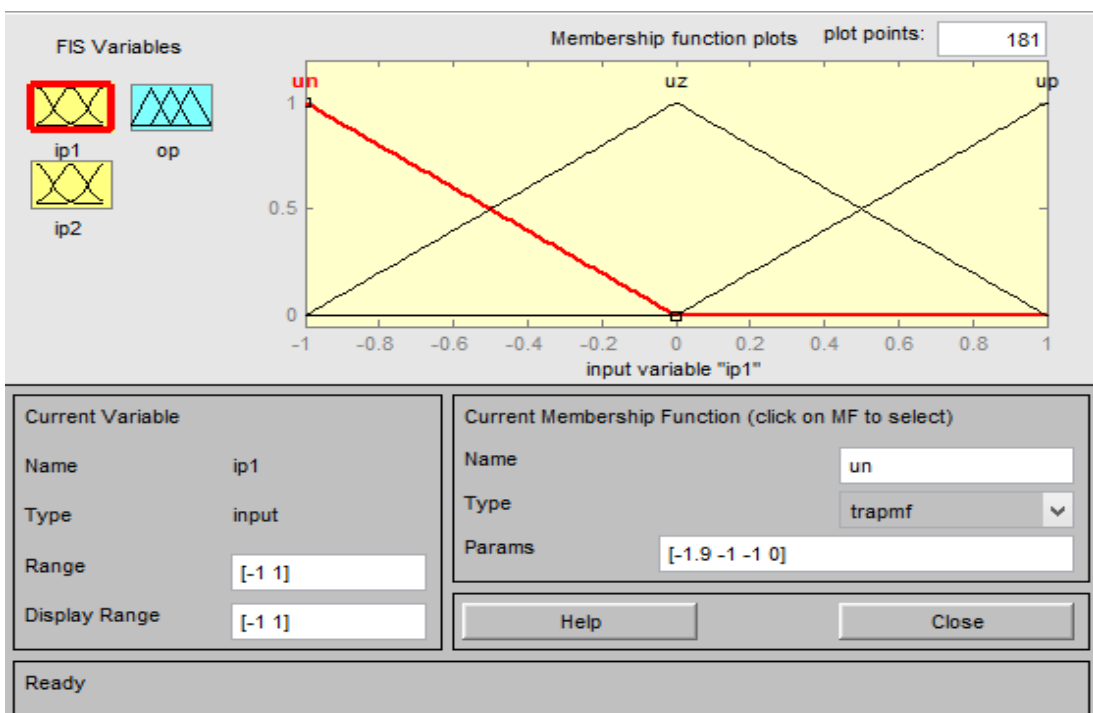 FIS Variables
Membership function plots
plot points:
181
ip1
op
ip2
un
uz
up
1
0.5
0
-1
-0.8
-0.6
-0.4
-0.2
0
0.2
0.4
0.6
0.8
1
input variable "ip1"
Current Variable
Name
ip1
Type
input
Range
[-1 1]
Display Range
[-1 1]
Current Membership Function (click on MF to select)
Name
un
Type
trapmf
Params
[-1.9 -1 -1 0]
Help
Close
Ready